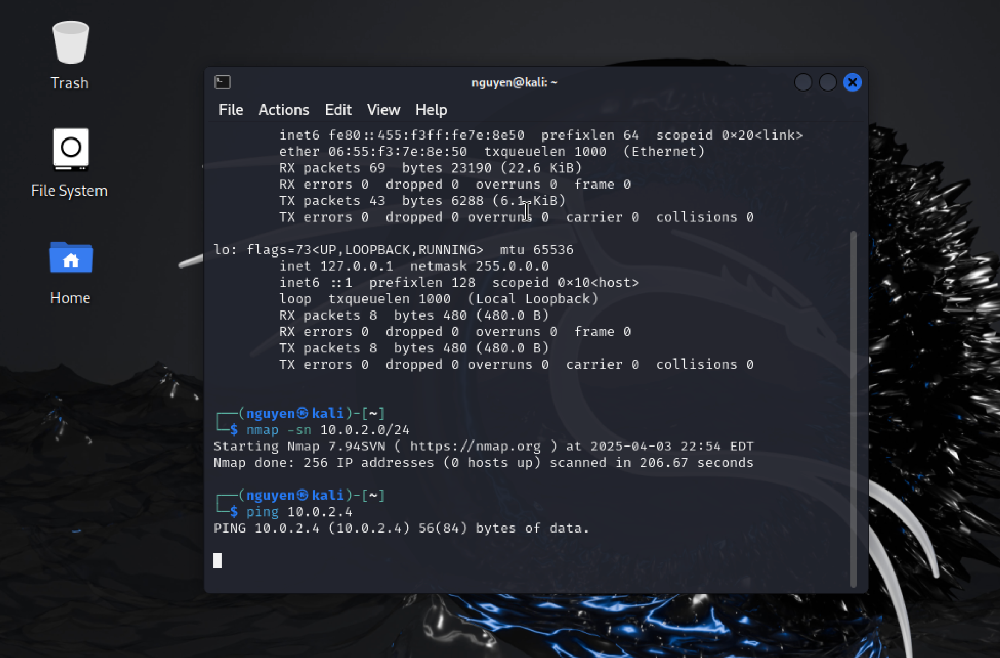 Trash
File System
Home
nguyen@kali: ~
File Actions Edit View Help
inet6 fe80::455:f3ff:fe7e:8e50 prefixlen 64 scopeid 0×20<link>
ether 06:55:f3:7e:8e:50 txqueuelen 1000 (Ethernet)
RX packets 69 bytes 23190 (22.6 KiB)
RX errors 0 dropped 0 overruns 0 frame 0
TX packets 43 bytes 6288 (6.1 KiB)
TX errors 0 dropped 0 overruns 0 carrier 0 collisions 0
lo: flags=73<UP,LOOPBACK,RUNNING> mtu 65536
inet 127.0.0.1 netmask 255.0.0.0
inet6 ::1 prefixlen 128 scopeid 0×10<host>
loop txqueuelen 1000 (Local Loopback)
RX packets 8 bytes 480 (480.0 B)
RX errors 0 dropped 0 overruns 0 frame 0
TX packets 8 bytes 480 (480.0 B)
TX errors 0 dropped 0 overruns 0 carrier 0 collisions 0
┌──(nguyen㉿kali)-[~]
└─$ nmap -sn 10.0.2.0/24
Starting Nmap 7.94SVN ( https://nmap.org ) at 2025-04-03 22:54 EDT
Nmap done: 256 IP addresses (0 hosts up) scanned in 206.67 seconds
┌──(nguyen㉿kali)-[~]
└─$ ping 10.0.2.4
PING 10.0.2.4 (10.0.2.4) 56(84) bytes of data.